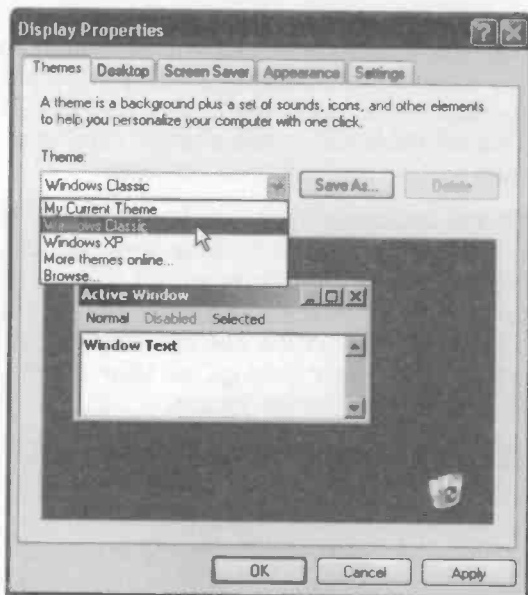 Display Properties
Themes Desktop Screen Saver Appearance Settings
A theme is a background plus a set of sounds, icons, and other elements
to help you personalize your computer with one click.
Theme:
Windows Classic Save As... Delete
My Current Theme
Windows Classic
Windows XP
More themes online...
Browse...
Active Window
Normal Disabled Selected
Window Text
OK Cancel Apply